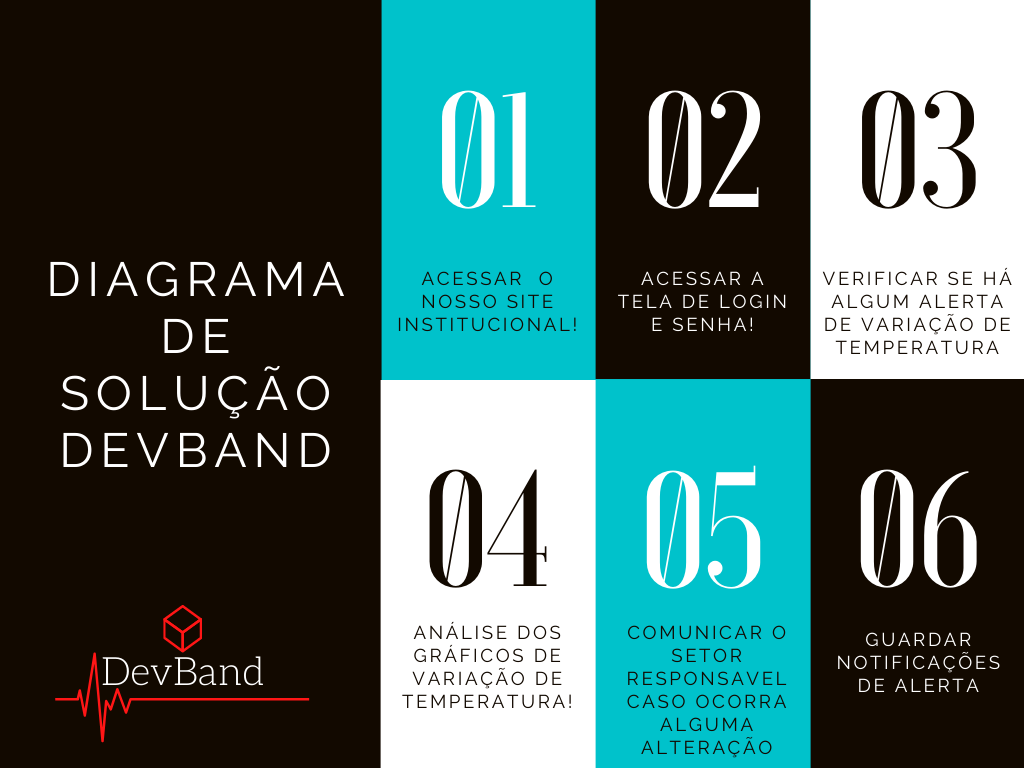 DIAGRAMA
DE
SOLUÇÃO
DEVBAND
DevBand
01
ACESSAR O
NOSSO SITE
INSTITUCIONAL!
02
ACESSAR A
TELA DE LOGIN
E SENHA!
03
VERIFICAR SE HÁ
ALGUM ALERTA
DE VARIAÇÃO DE
TEMPERATURA
04
ANÁLISE DOS
GRÁFICOS DE
VARIAÇÃO DE
TEMPERATURA!
05
COMUNICAR O
SETOR
RESPONSAVEL
CASO OCORRA
ALGUMA
ALTERAÇÃO
06
GUARDAR
NOTIFICAÇÕES
DE ALERTA